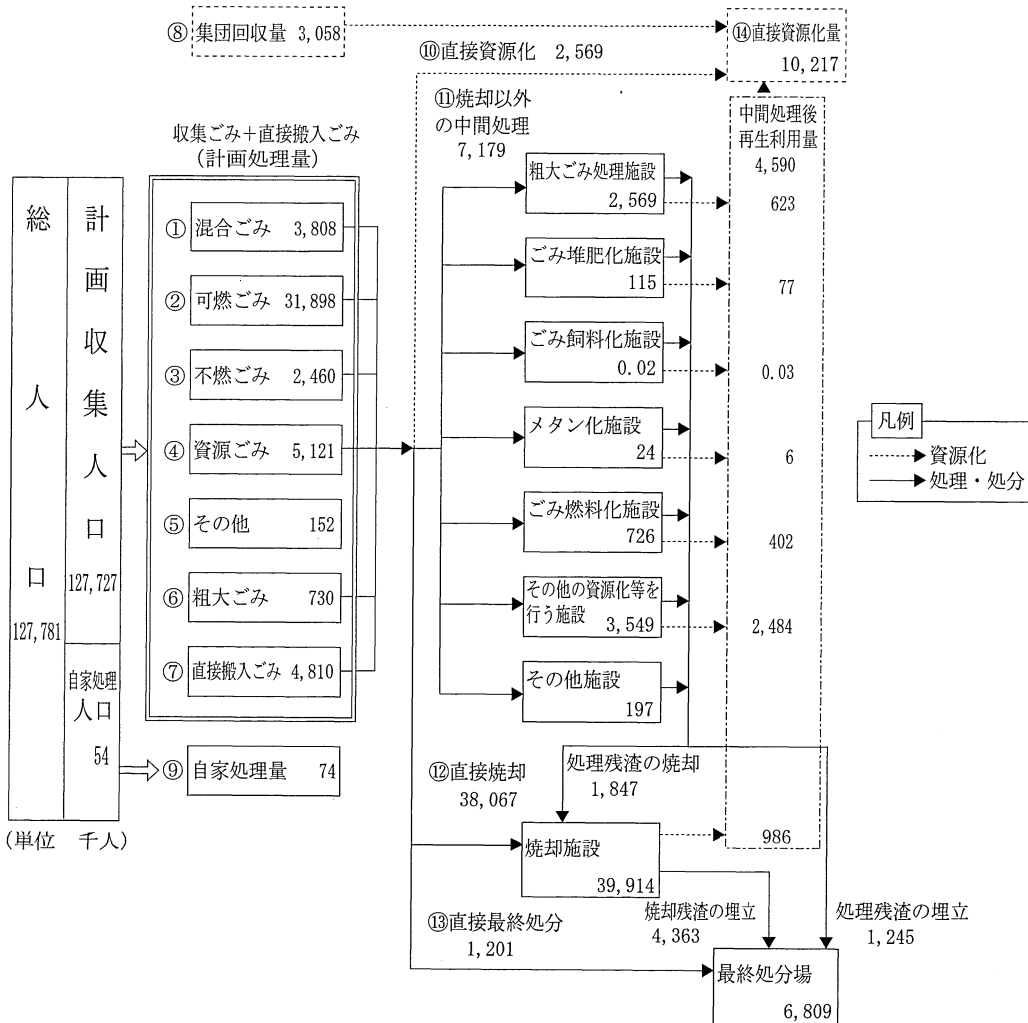 ⑧ 集団回収量 3,058
⑩直接資源化 2,569
⑭直接資源化量
10,217
⑪焼却以外
の中間処理
7,179
中間処理後
再生利用量
4,590
収集ごみ＋直接搬入ごみ
(計画処理量)
総人口
127,781
計画収集人口
127,727
自家処理
人口
54
(単位 千人)
① 混合ごみ 3,808
② 可燃ごみ 31,898
③ 不燃ごみ 2,460
④ 資源ごみ 5,121
⑤ その他 152
⑥ 粗大ごみ 730
⑦ 直接搬入ごみ 4,810
⑨ 自家処理量 74
粗大ごみ処理施設
2,569
623
ごみ堆肥化施設
115
77
ごみ飼料化施設
0.02
0.03
メタン化施設
24
6
ごみ燃料化施設
726
402
その他の資源化等を
行う施設 3,549
2,484
その他施設
197
凡例
資源化
処理・処分
⑫直接焼却
38,067
処理残渣の焼却
1,847
焼却施設
39,914
986
焼却残渣の埋立
4,363
処理残渣の埋立
1,245
⑬直接最終処分
1,201
最終処分場
6,809